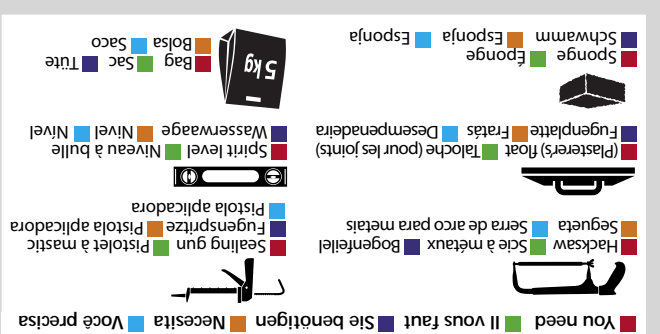 You need Il vous faut Sie benötigen Necesita Você precisa
Hacksaw Scie à métaux Bogenfeilel
Segueta Serra de arco para metais
Sealing gun Pistolet à mastic
Fugenspritze Pistola aplicadora
Pistola aplicadora
(Plasterer's) float Taloche (pour les joints)
Fugenplatte Fratás Desempenadeira
Spirit level Niveau à bulle
Wasserwaage Nivel Nível
Sponge Éponge
Schwamm Esponja Esponja
5 kg
Bag Sac Tüte
Bolsa Saco